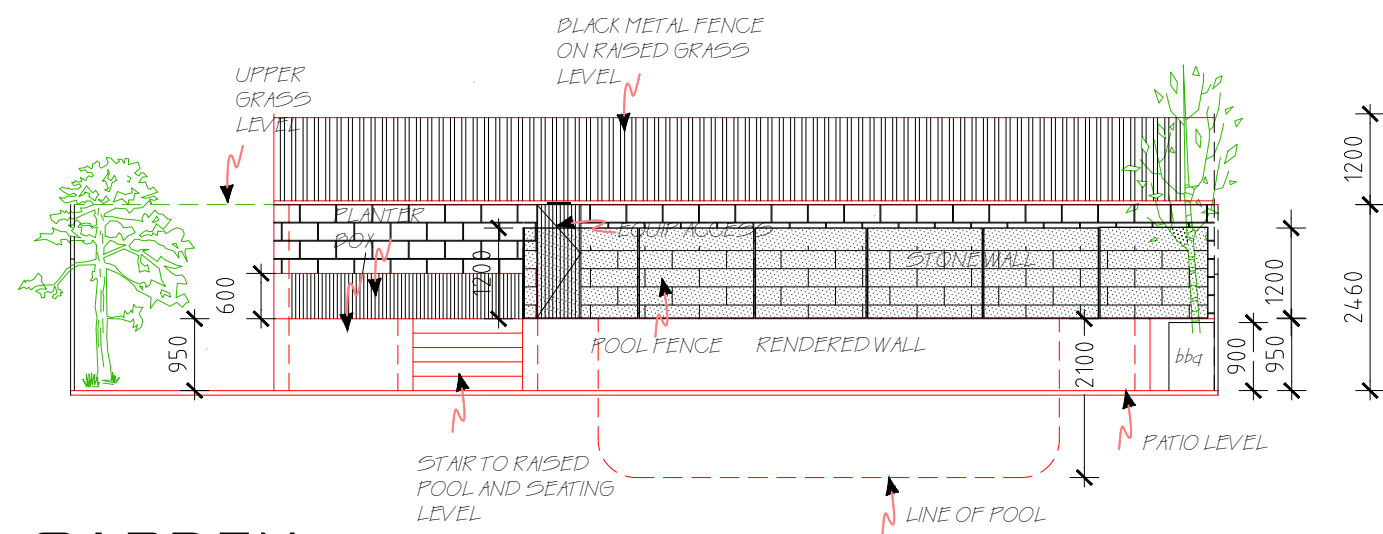 BLACK METAL FENCE
ON RAISED GRASS
LEVEL
UPPER
GRASS
LEVEL
1200
PLANTER
BOX
EQUIP ACCESS
STONE WALL
1200
600
1200
2460
950
POOL FENCE
RENDERED WALL
2100
bbq
900
950
PATIO LEVEL
STAIR TO RAISED
POOL AND SEATING
LEVEL
LINE OF POOL
GARDEN